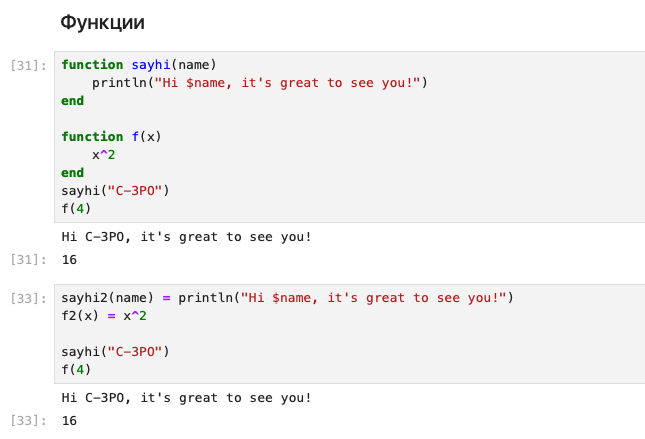 Функции
[31]: function sayhi(name)
    println("Hi $name, it's great to see you!")
end
function f(x)
    x^2
end
sayhi("C-3PO")
f(4)
Hi C-3PO, it's great to see you!
[31]: 16
[33]: sayhi2(name) = println("Hi $name, it's great to see you!")
f2(x) = x^2
sayhi("C-3PO")
f(4)
Hi C-3PO, it's great to see you!
[33]: 16